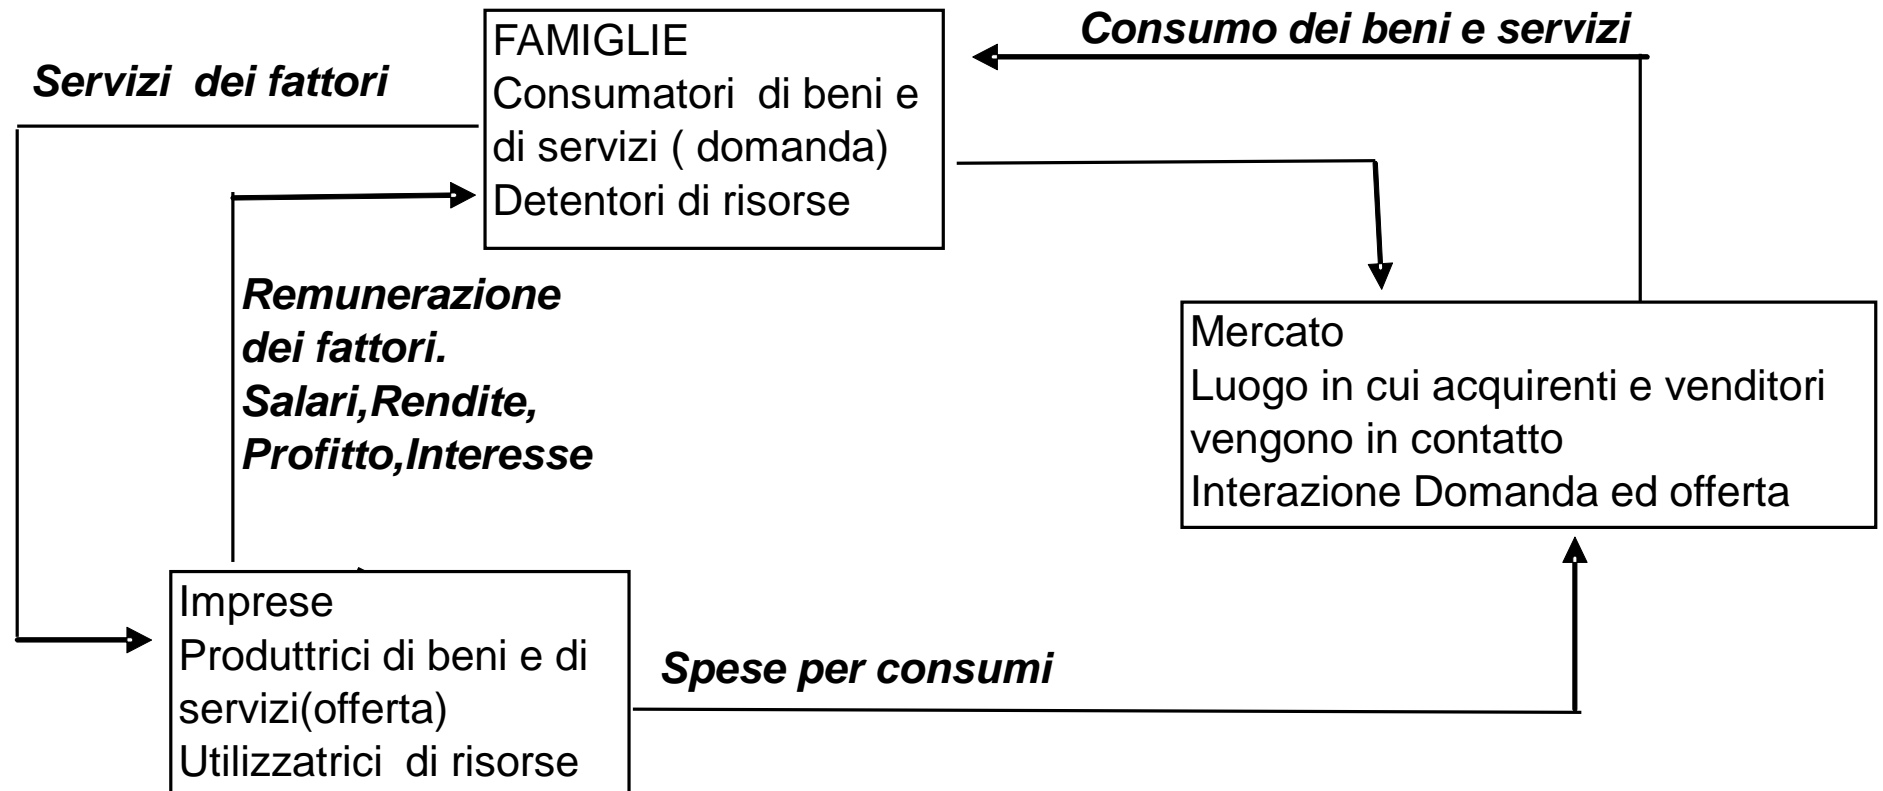 FAMIGLIE
Consumatori di beni e
di servizi ( domanda)
Detentori di risorse
Consumo dei beni e servizi
Servizi dei fattori
Remunerazione
dei fattori.
Salari,Rendite,
Profitto,Interesse
Mercato
Luogo in cui acquirenti e venditori
vengono in contatto
Interazione Domanda ed offerta
Imprese
Produttrici di beni e di
servizi(offerta)
Utilizzatrici di risorse
Spese per consumi